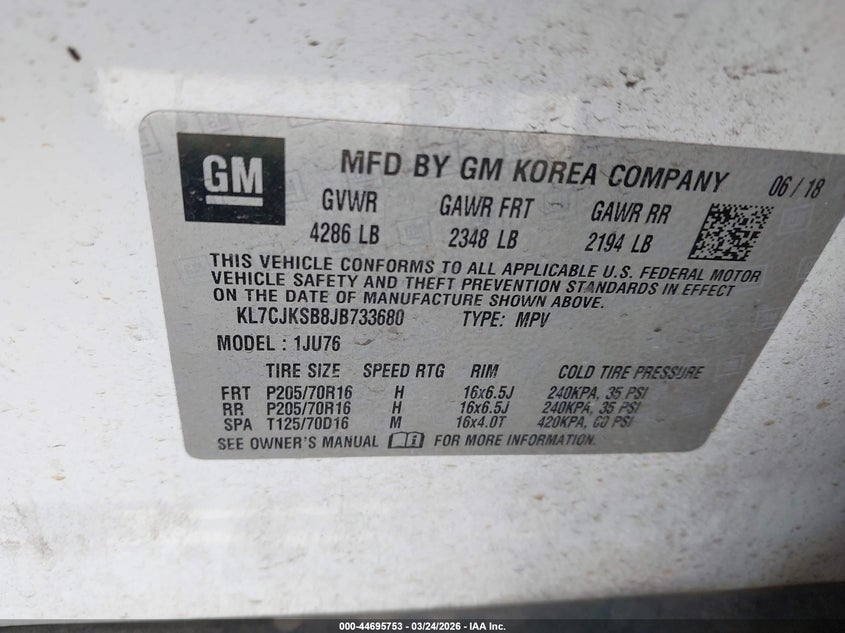 GM
MFD BY GM KOREA COMPANY 06 / 18
GVWR GAWR FRT GAWR RR
4286 LB 2348 LB 2194 LB
THIS VEHICLE CONFORMS TO ALL APPLICABLE U.S. FEDERAL MOTOR
VEHICLE SAFETY AND THEFT PREVENTION STANDARDS IN EFFECT
ON THE DATE OF MANUFACTURE SHOWN ABOVE.
KL7CJKSB8JB733680 TYPE: MPV
MODEL : 1JU76
TIRE SIZE SPEED RTG RIM COLD TIRE PRESSURE
FRT P205/70R16 H 16x6.5J 240KPA, 35 PSI
RR P205/70R16 H 16x6.5J 240KPA, 35 PSI
SPA T125/70D16 M 16x4.0T 420KPA, 60 PSI
SEE OWNER'S MANUAL FOR MORE INFORMATION.
000-44695753 - 03/24/2026 - IAA Inc.